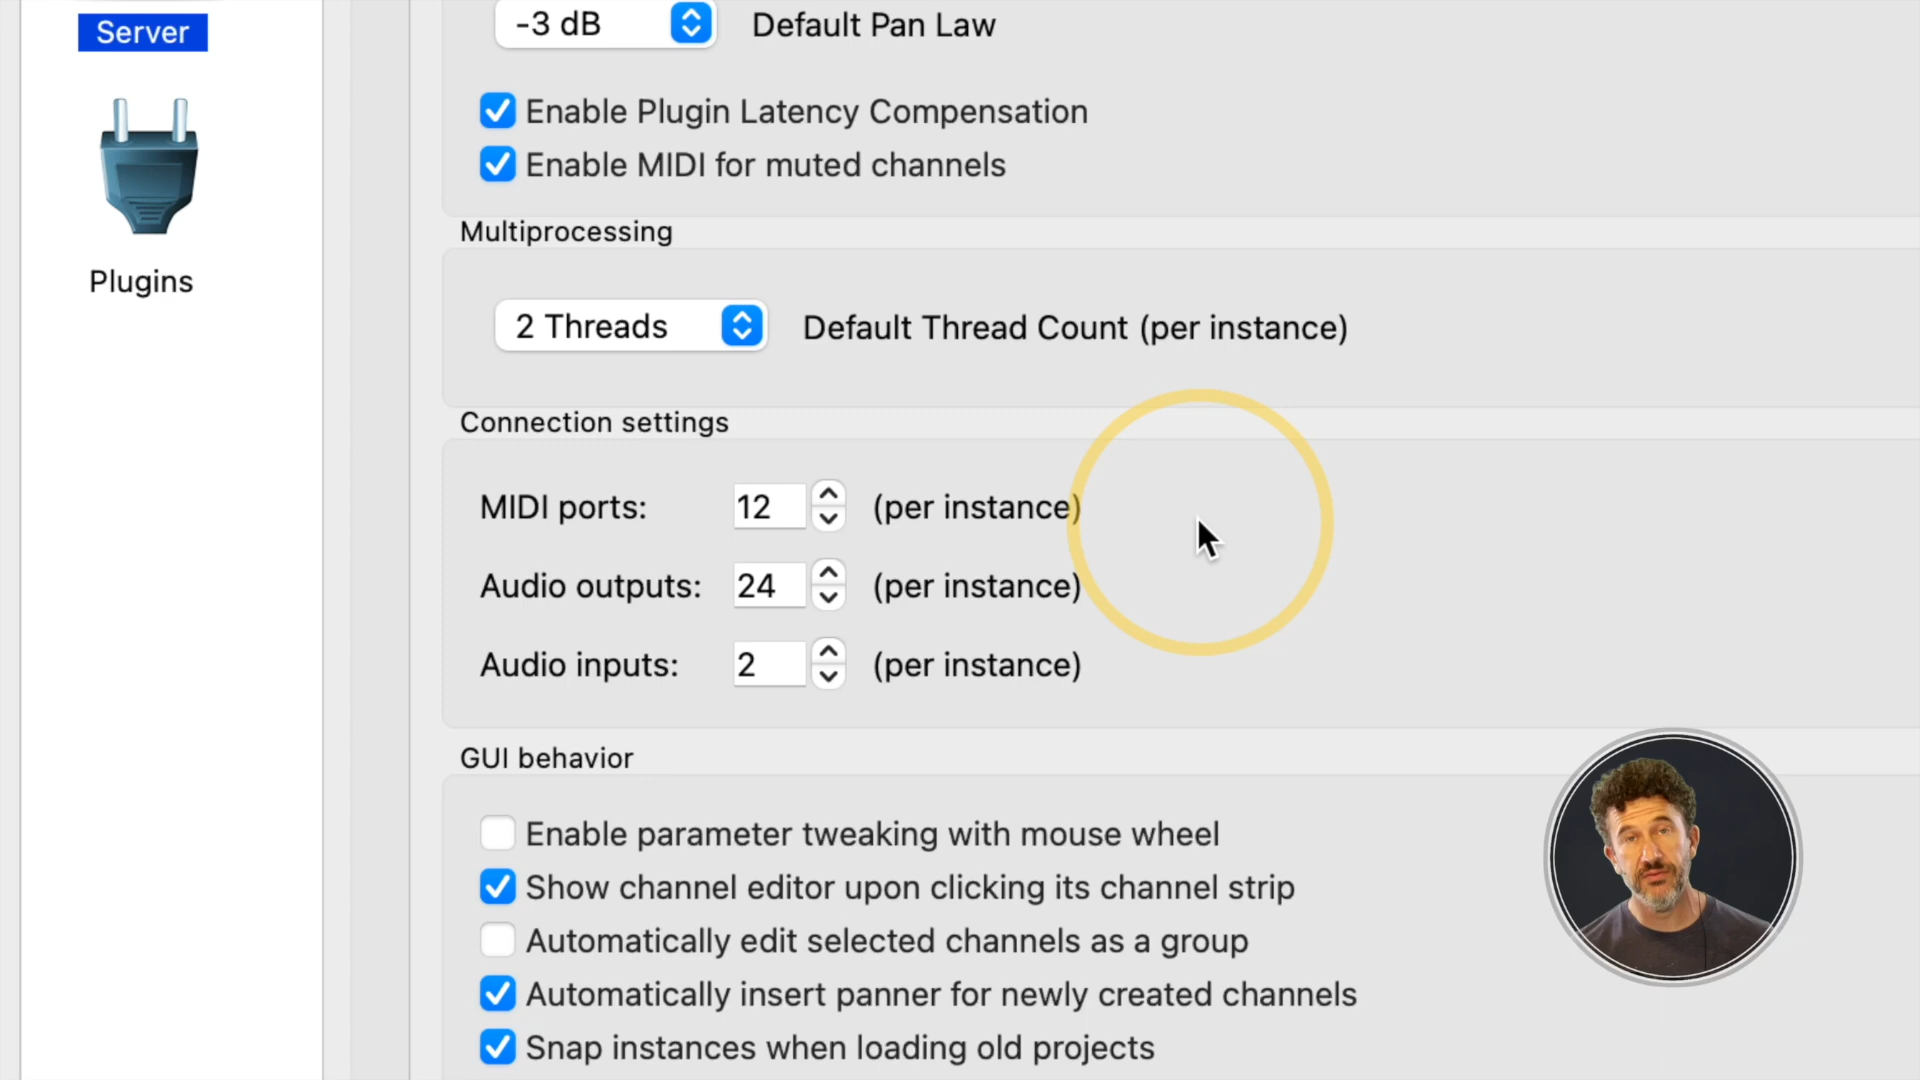 Server
Plugins
-3 dB Default Pan Law
Enable Plugin Latency Compensation
Enable MIDI for muted channels
Multiprocessing
2 Threads Default Thread Count (per instance)
Connection settings
MIDI ports: 12 (per instance)
Audio outputs: 24 (per instance)
Audio inputs: 2 (per instance)
GUI behavior
Enable parameter tweaking with mouse wheel
Show channel editor upon clicking its channel strip
Automatically edit selected channels as a group
Automatically insert panner for newly created channels
Snap instances when loading old projects